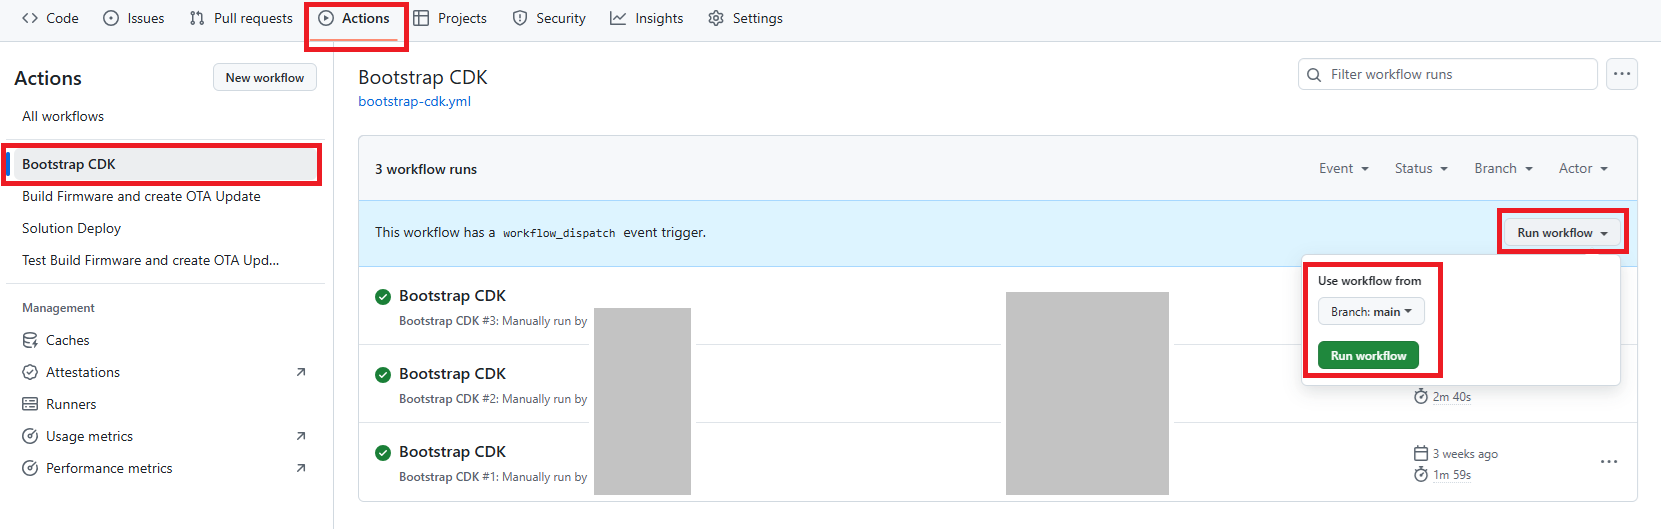 Code Issues Pull requests Actions Projects Security Insights Settings
Actions
New workflow
All workflows
Bootstrap CDK
Build Firmware and create OTA Update
Solution Deploy
Test Build Firmware and create OTA Upd...
Management
Caches
Attestations
Runners
Usage metrics
Performance metrics
Bootstrap CDK
bootstrap-cdk.yml
Filter workflow runs
3 workflow runs
Event Status Branch Actor
This workflow has a workflow_dispatch event trigger.
Run workflow
Use workflow from
Branch: main
Run workflow
Bootstrap CDK
Bootstrap CDK #3: Manually run by
Bootstrap CDK
Bootstrap CDK #2: Manually run by
2m 40s
Bootstrap CDK
Bootstrap CDK #1: Manually run by
3 weeks ago
1m 59s